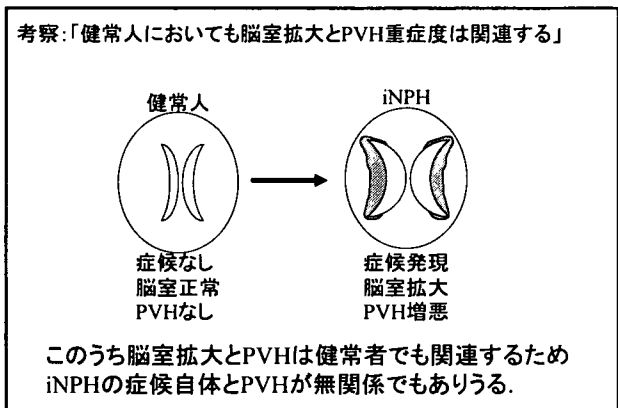 考察:「健常人においても脳室拡大とPVH重症度は関連する」
健常人
iNPH
症候なし
脳室正常
PVHなし
症候発現
脳室拡大
PVH増悪
このうち脳室拡大とPVHは健常者でも関連するため
iNPHの症候自体とPVHが無関係でもありうる.